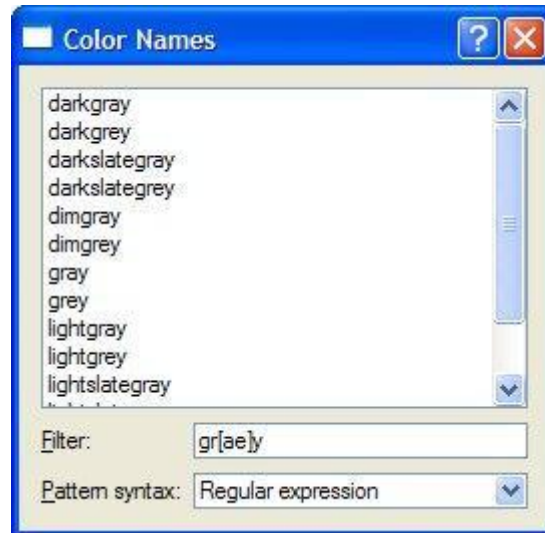 Color Names
darkgray
darkgrey
darkslategray
darkslategrey
dimgray
dimgrey
gray
grey
lightgray
lightgrey
lightslategray
Filter: gr[ae]y
Pattern syntax: Regular expression